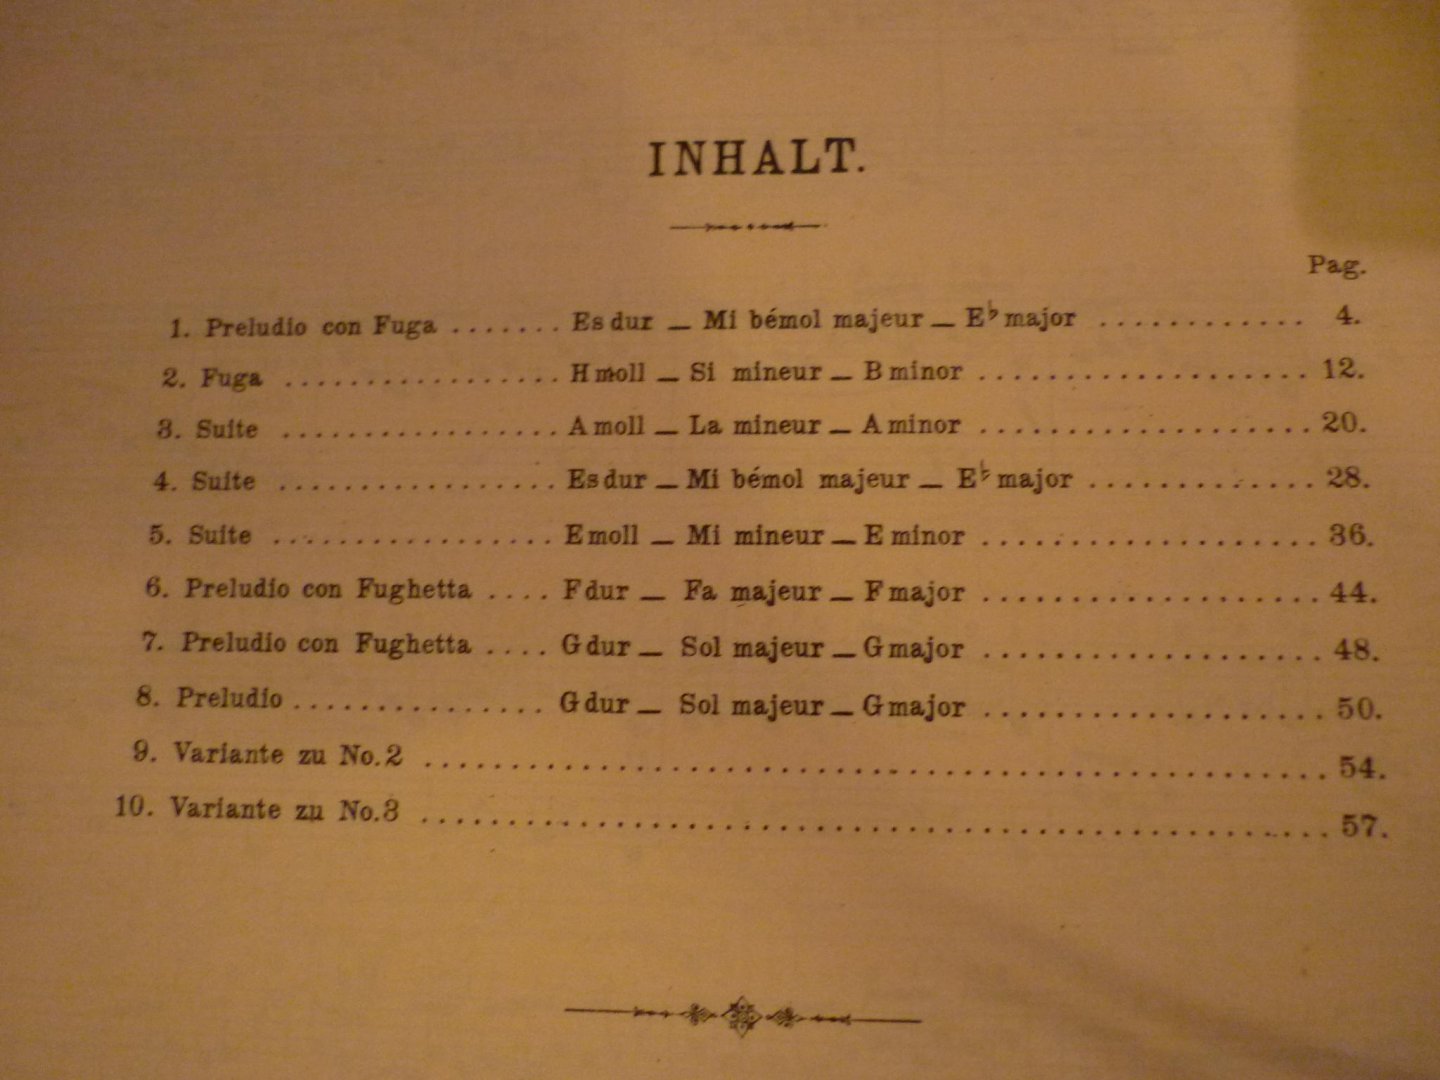 INHALT.
Pag.
1. Preludio con Fuga ....... Es dur — Mi bémol majeur — E♭ major ............ 4.
2. Fuga ................. H moll — Si mineur — B minor ................... 12.
3. Suite ................. A moll — La mineur — A minor ................... 20.
4. Suite ................. Es dur — Mi bémol majeur — E♭ major ............. 28.
5. Suite ................. E moll — Mi mineur — E minor ................... 36.
6. Preludio con Fughetta .... F dur — Fa majeur — F major ................... 44.
7. Preludio con Fughetta .... G dur — Sol majeur — G major ................... 48.
8. Preludio ............... G dur — Sol majeur — G major ................... 50.
9. Variante zu No. 2 ............................................................ 54.
10. Variante zu No. 3 ............................................................ 57.